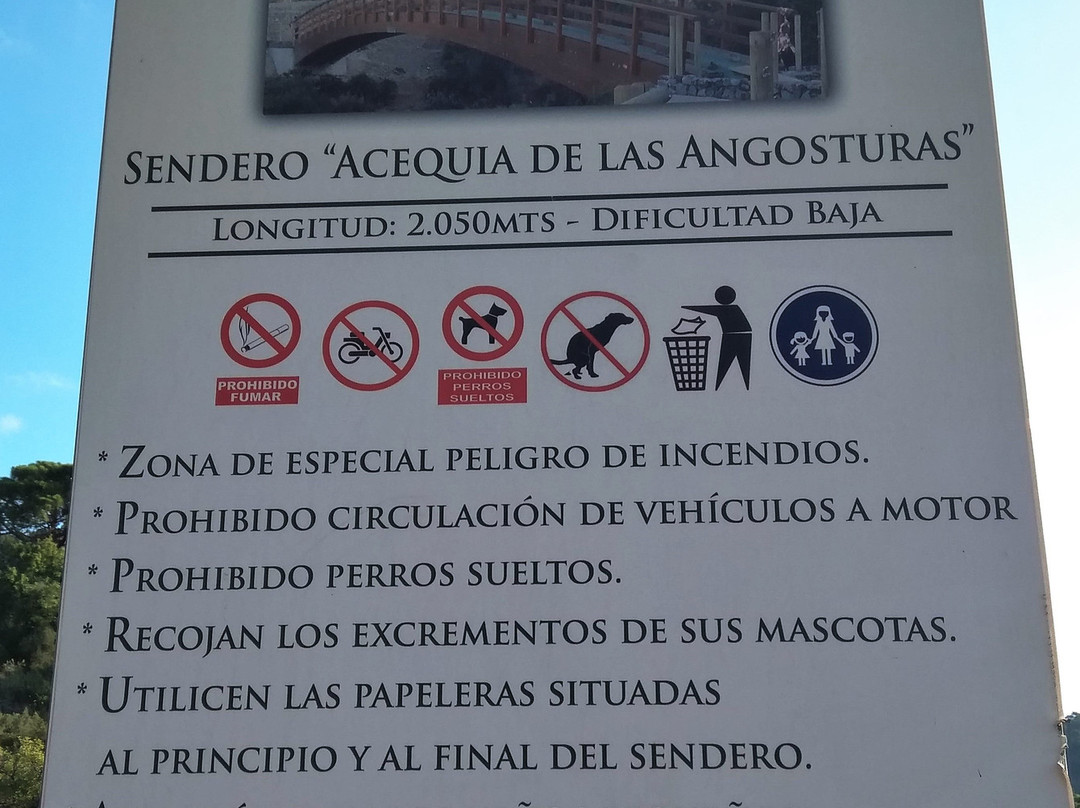 Sendero “Acequia de las Angosturas”
Longitud: 2.050mts - Dificultad Baja
PROHIBIDO
FUMAR
PROHIBIDO
PERROS
SUELTOS
* Zona de especial peligro de incendios.
* Prohibido circulación de vehículos a motor
* Prohibido perros sueltos.
* Recojan los excrementos de sus mascotas.
* Utilicen las papeleras situadas
al principio y al final del sendero.